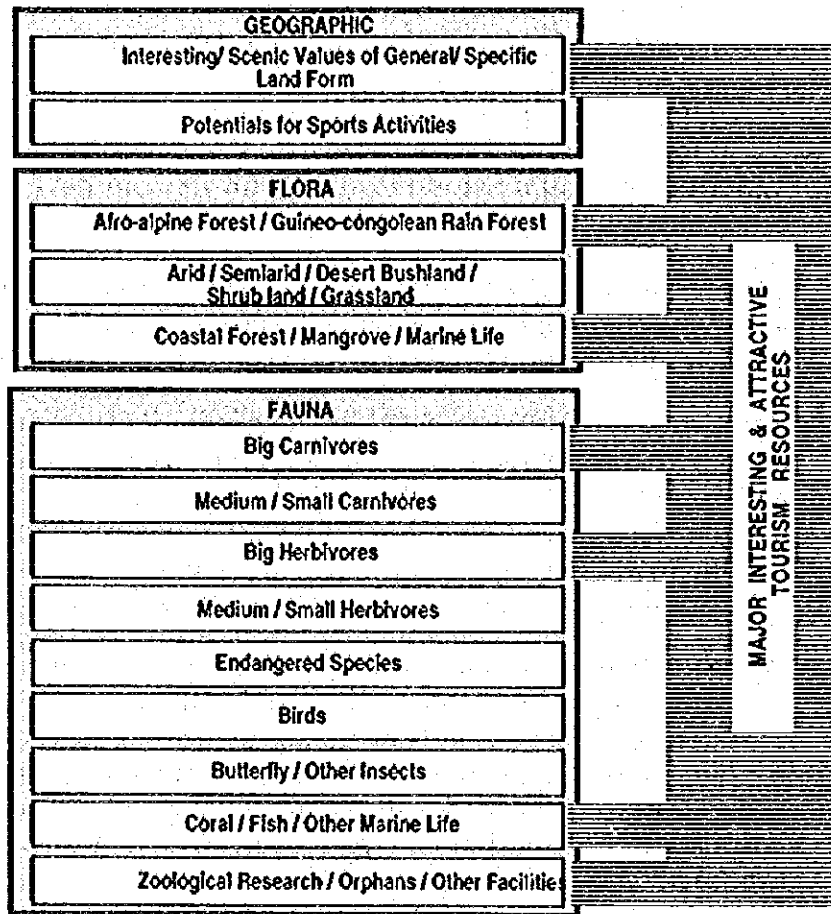 GEOGRAPHIC
Interesting/ Scenic Values of General/ Specific
Land Form
Potentials for Sports Activities
FLORA
Afro-alpine Forest / Guineo-congolean Rain Forest
Arid / Semiarid / Desert Bushland /
Shrub land / Grassland
Coastal Forest / Mangrove / Marine Life
FAUNA
Big Carnivores
Medium / Small Carnivores
Big Herbivores
Medium / Small Herbivores
Endangered Species
Birds
Butterfly / Other Insects
Coral / Fish / Other Marine Life
Zoological Research / Orphans / Other Facilities
MAJOR INTERESTING & ATTRACTIVE
TOURISM RESOURCES